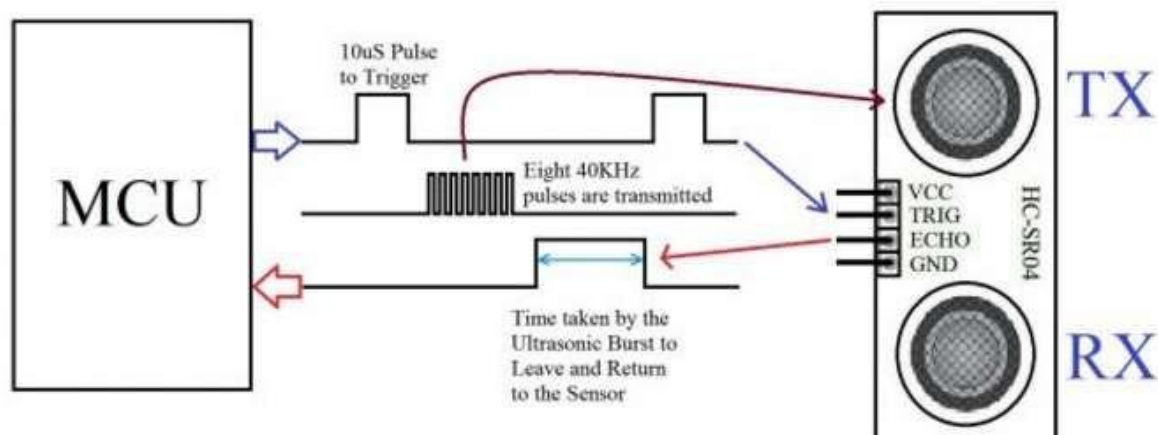 MCU
10uS Pulse
to Trigger
Eight 40KHz
pulses are transmitted
Time taken by the
Ultrasonic Burst to
Leave and Return
to the Sensor
VCC
TRIG
ECHO
GND
HC-SR04
TX
RX